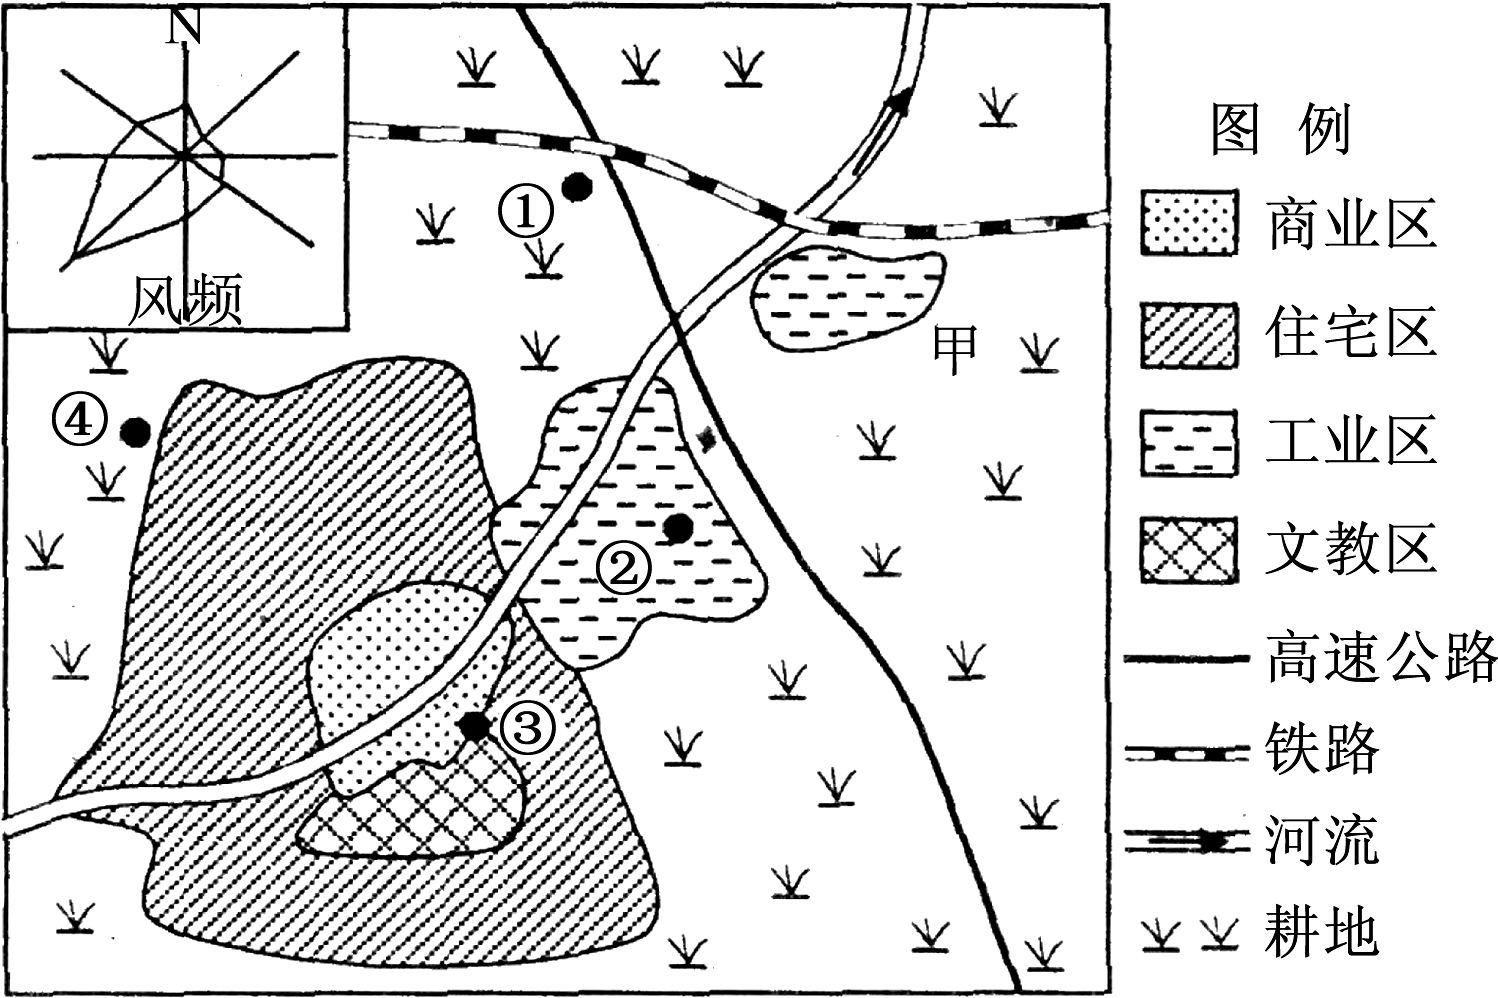 N
风频
①
②
③
④
甲
图 例
商业区
住宅区
工业区
文教区
高速公路
铁路
河流
耕地